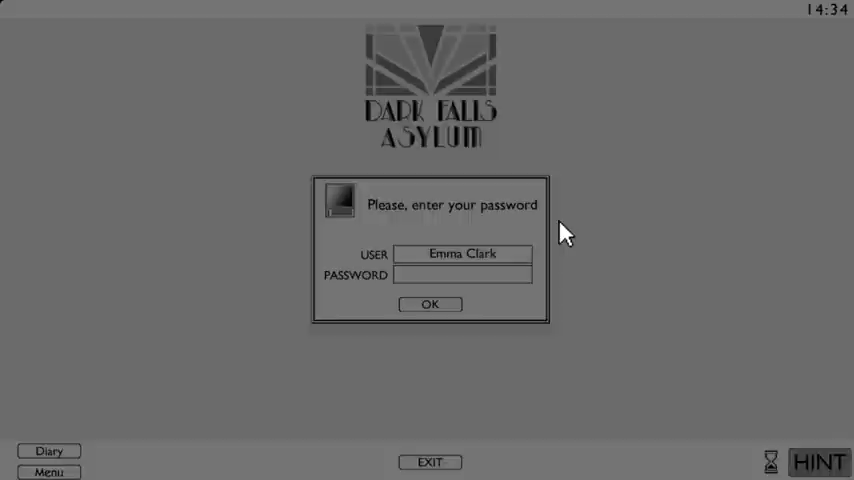 14:34
DARK FALLS
ASYLUM
Please, enter your password
USER Emma Clark
PASSWORD
OK
Diary
Menu
EXIT
HINT